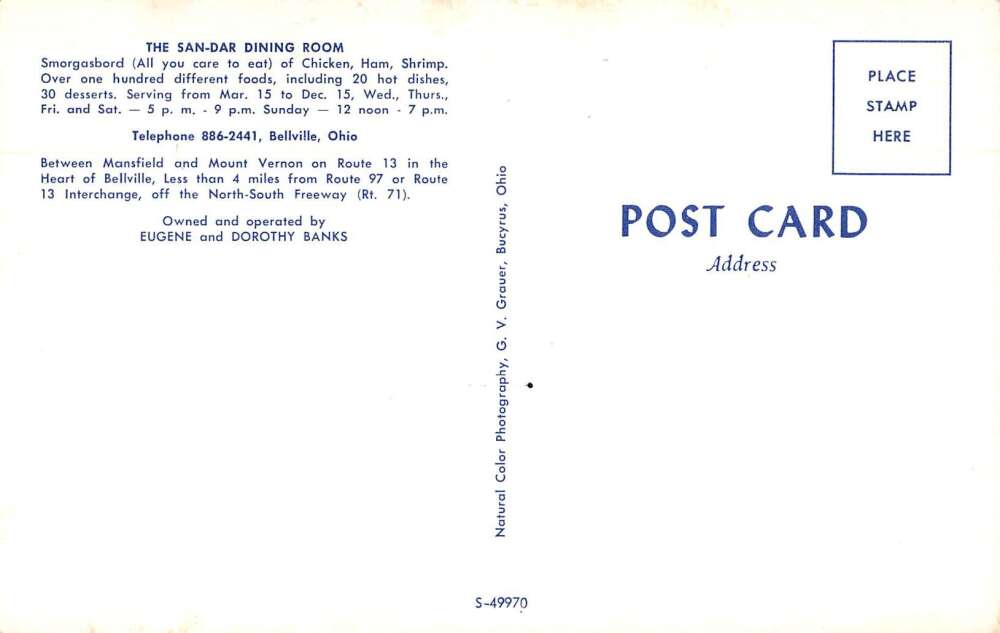 THE SAN-DAR DINING ROOM
Smorgasbord (All you care to eat) of Chicken, Ham, Shrimp.
Over one hundred different foods, including 20 hot dishes,
30 desserts. Serving from Mar. 15 to Dec. 15, Wed., Thurs.,
Fri. and Sat. — 5 p. m. - 9 p.m. Sunday — 12 noon - 7 p.m.
Telephone 886-2441, Bellville, Ohio
Between Mansfield and Mount Vernon on Route 13 in the
Heart of Bellville, Less than 4 miles from Route 97 or Route
13 Interchange, off the North-South Freeway (Rt. 71).
Owned and operated by
EUGENE and DOROTHY BANKS
Natural Color Photography, G. V. Grauer, Bucyrus, Ohio
PLACE
STAMP
HERE
POST CARD
Address
S-49970